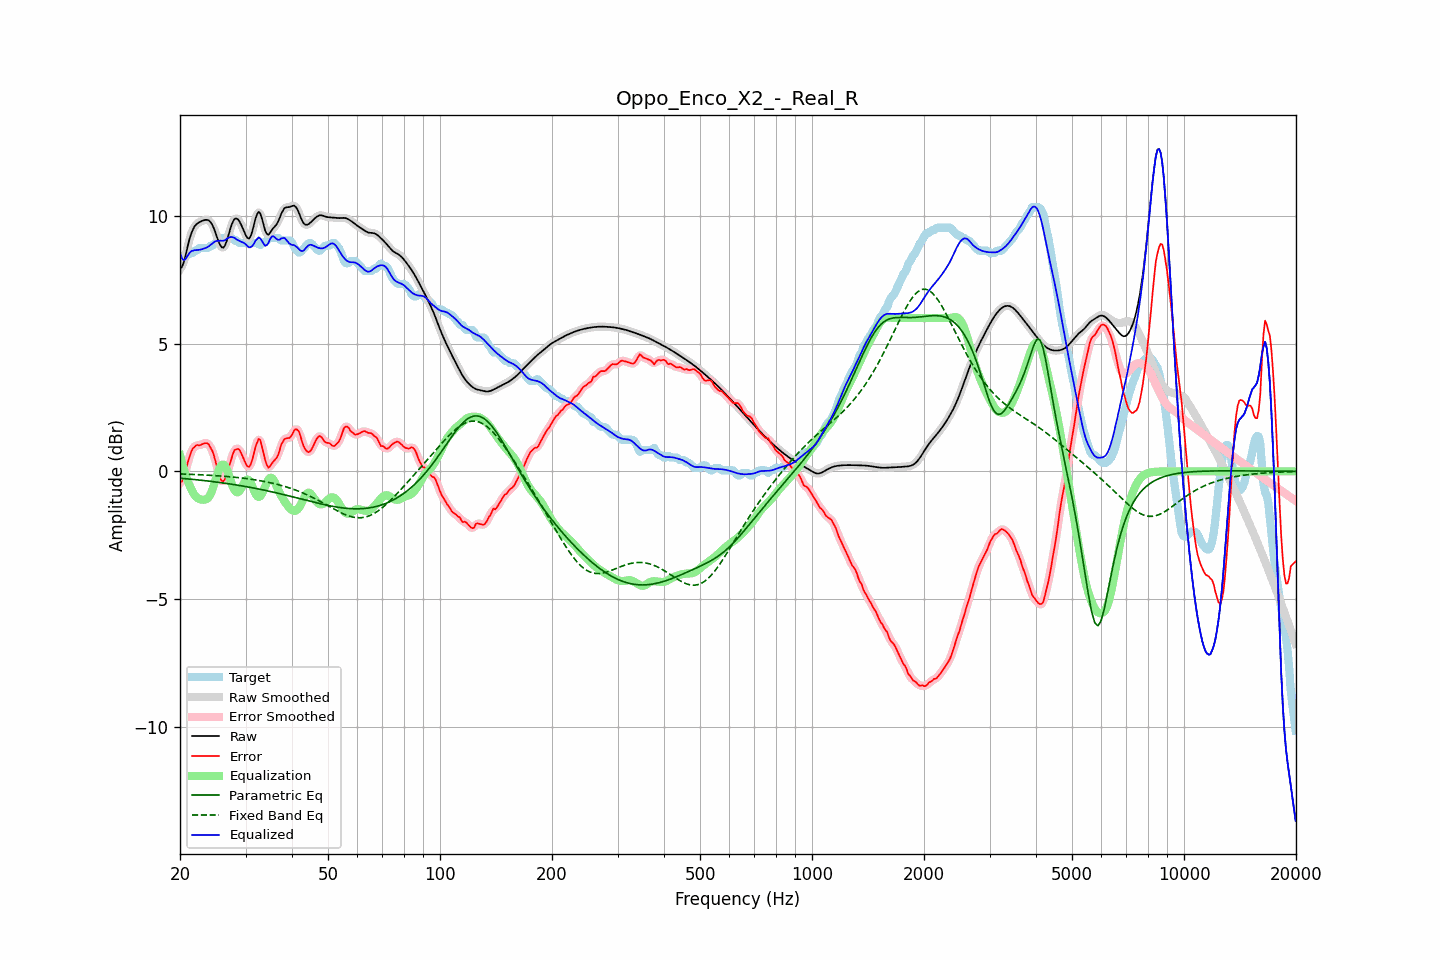 Oppo_Enco_X2_-_Real_R
Amplitude (dBr)
10
5
0
−5
−10
Target
Raw Smoothed
Error Smoothed
Raw
Error
Equalization
Parametric Eq
Fixed Band Eq
Equalized
20 50 100 200 500 1000 2000 5000 10000 20000
Frequency (Hz)